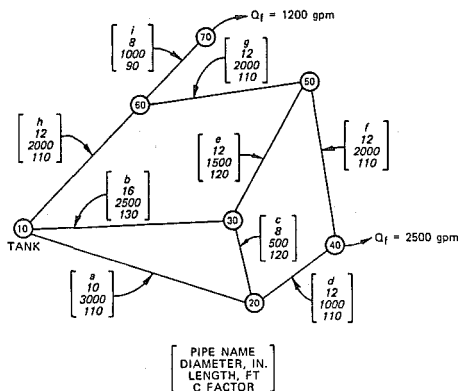 i
8
1000
90
70
Q_f = 1200 gpm
g
12
2000
110
60
50
h
12
2000
110
e
12
1500
120
f
12
2000
110
b
16
2500
130
10
TANK
30
c
8
500
120
40
Q_f = 2500 gpm
a
10
3000
110
20
d
12
1000
110
PIPE NAME
DIAMETER, IN.
LENGTH, FT
C FACTOR